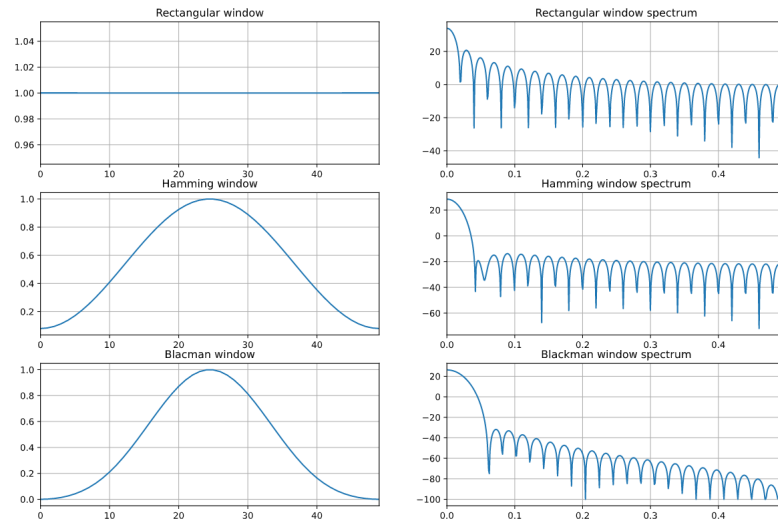 Rectangular window
1.04
1.02
1.00
0.98
0.96
0 10 20 30 40
Rectangular window spectrum
20
0
−20
−40
0.0 0.1 0.2 0.3 0.4
Hamming window
1.0
0.8
0.6
0.4
0.2
0 10 20 30 40
Hamming window spectrum
20
0
−20
−40
−60
0.0 0.1 0.2 0.3 0.4
Blacman window
1.0
0.8
0.6
0.4
0.2
0.0
0 10 20 30 40
Blackman window spectrum
20
0
−20
−40
−60
−80
−100
0.0 0.1 0.2 0.3 0.4